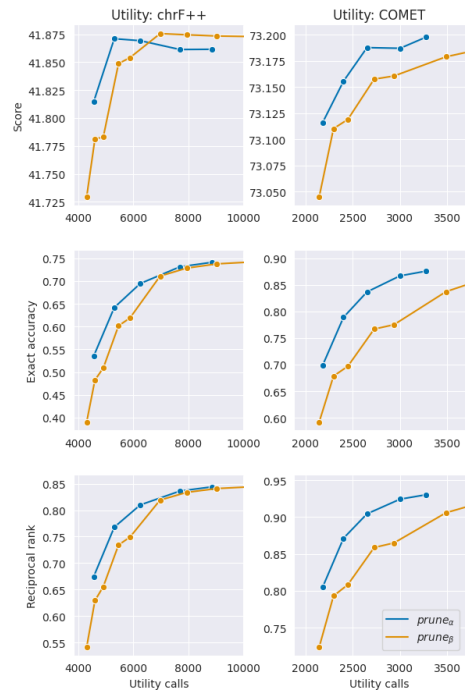 Utility: chrF++ Utility: COMET
41.875
41.850
41.825
41.800
41.775
41.750
41.725
Score
4000 6000 8000 10000
73.200
73.175
73.150
73.125
73.100
73.075
73.050
2000 2500 3000 3500
0.75
0.70
0.65
0.60
0.55
0.50
0.45
0.40
Exact accuracy
4000 6000 8000 10000
0.90
0.85
0.80
0.75
0.70
0.65
0.60
2000 2500 3000 3500
0.85
0.80
0.75
0.70
0.65
0.60
0.55
Reciprocal rank
4000 6000 8000 10000
Utility calls
0.95
0.90
0.85
0.80
0.75
prune_α
prune_β
2000 2500 3000 3500
Utility calls